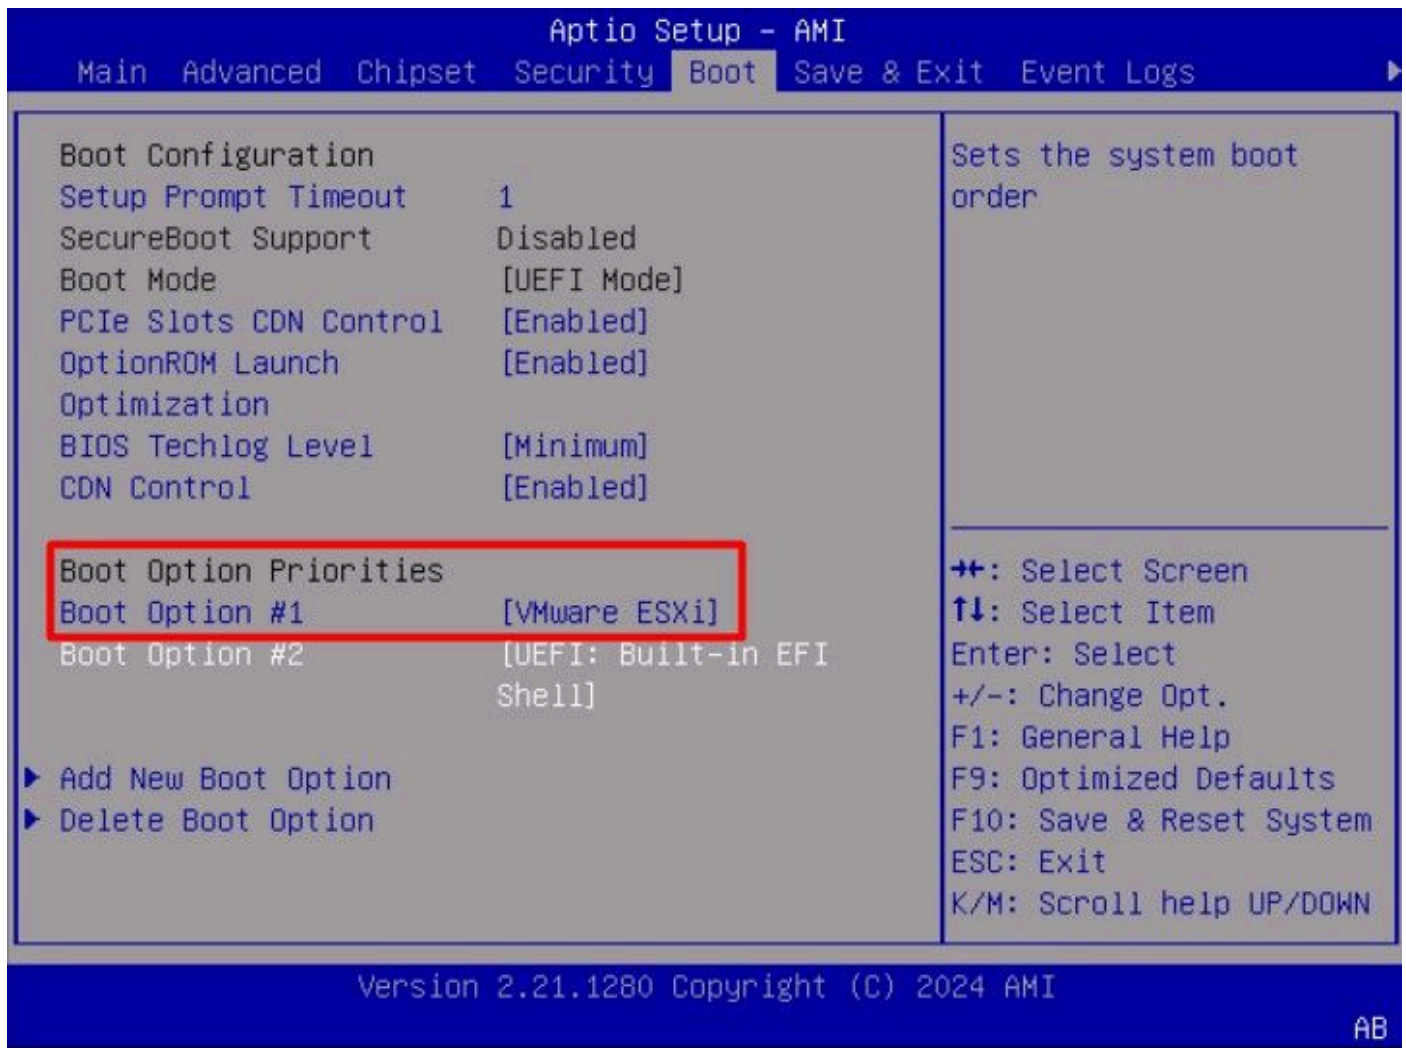 Aptio Setup – AMI
Main Advanced Chipset Security Boot Save & Exit Event Logs
Boot Configuration
Setup Prompt Timeout 1
SecureBoot Support Disabled
Boot Mode [UEFI Mode]
PCIe Slots CDN Control [Enabled]
OptionROM Launch [Enabled]
Optimization
BIOS Techlog Level [Minimum]
CDN Control [Enabled]
Boot Option Priorities
Boot Option #1 [VMware ESXi]
Boot Option #2 [UEFI: Built-in EFI
Shell]
Add New Boot Option
Delete Boot Option
Sets the system boot
order
→←: Select Screen
↑↓: Select Item
Enter: Select
+/-: Change Opt.
F1: General Help
F9: Optimized Defaults
F10: Save & Reset System
ESC: Exit
K/M: Scroll help UP/DOWN
Version 2.21.1280 Copyright (C) 2024 AMI
AB